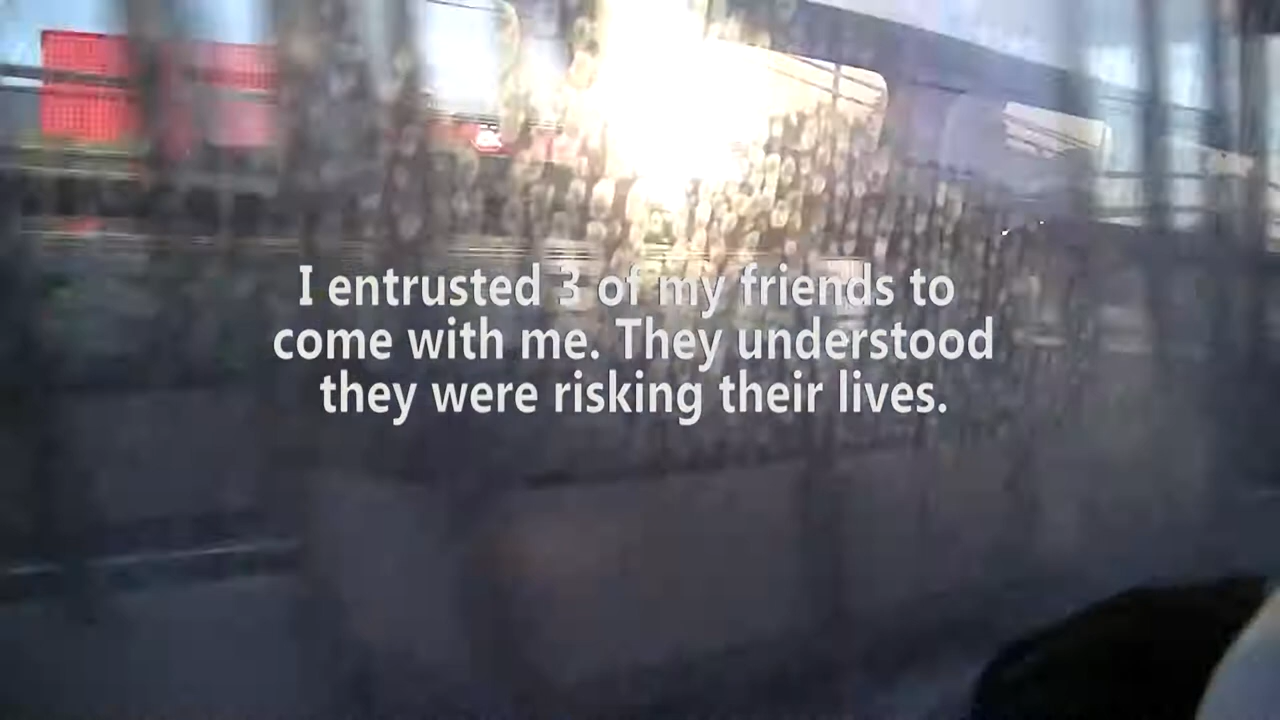 I entrusted 3 of my friends to
come with me. They understood
they were risking their lives.